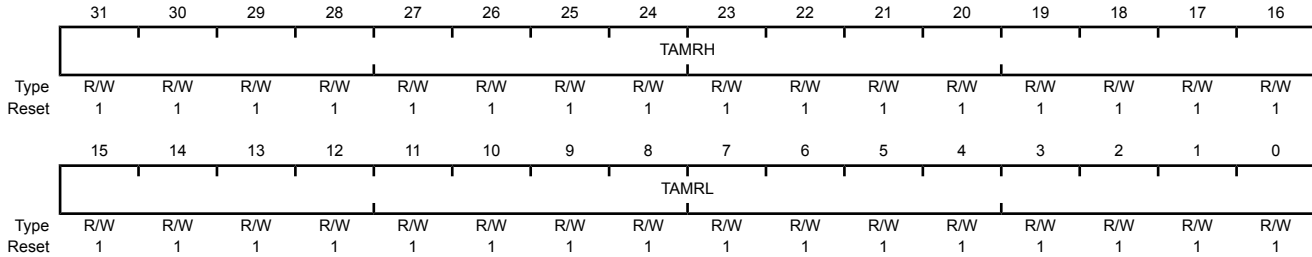 31 30 29 28 27 26 25 24 23 22 21 20 19 18 17 16
TAMRH
Type R/W R/W R/W R/W R/W R/W R/W R/W R/W R/W R/W R/W R/W R/W R/W R/W
Reset 1 1 1 1 1 1 1 1 1 1 1 1 1 1 1 1
15 14 13 12 11 10 9 8 7 6 5 4 3 2 1 0
TAMRL
Type R/W R/W R/W R/W R/W R/W R/W R/W R/W R/W R/W R/W R/W R/W R/W R/W
Reset 1 1 1 1 1 1 1 1 1 1 1 1 1 1 1 1